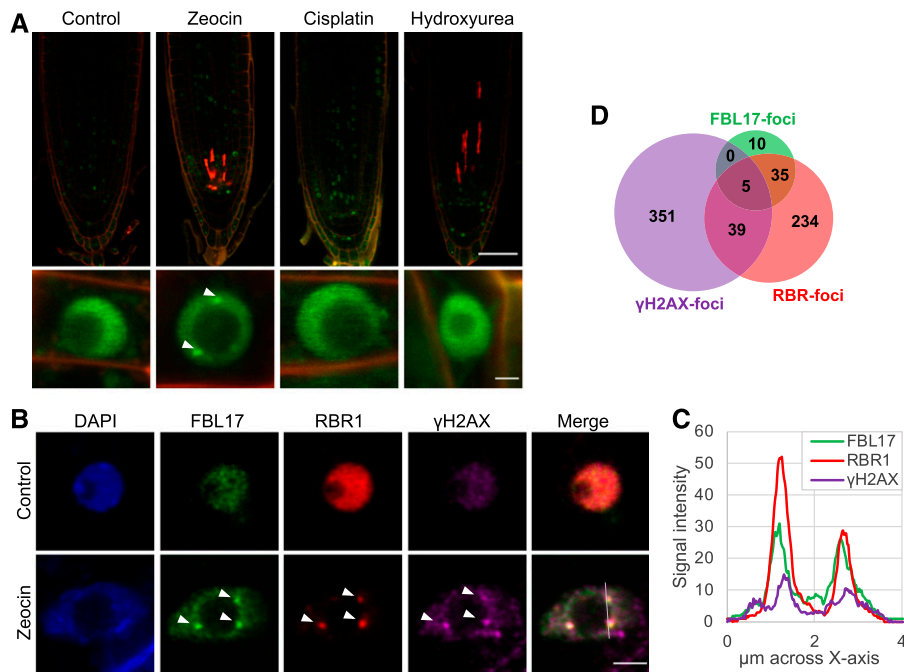 A
Control Zeocin Cisplatin Hydroxyurea
D
FBL17-foci
10
0
5
35
351
39
234
γH2AX-foci
RBR-foci
B
DAPI FBL17 RBR1 γH2AX Merge
Control
Zeocin
C
60
50
40
30
20
10
0
Signal intensity
FBL17
RBR1
γH2AX
0 2 4
µm across X-axis